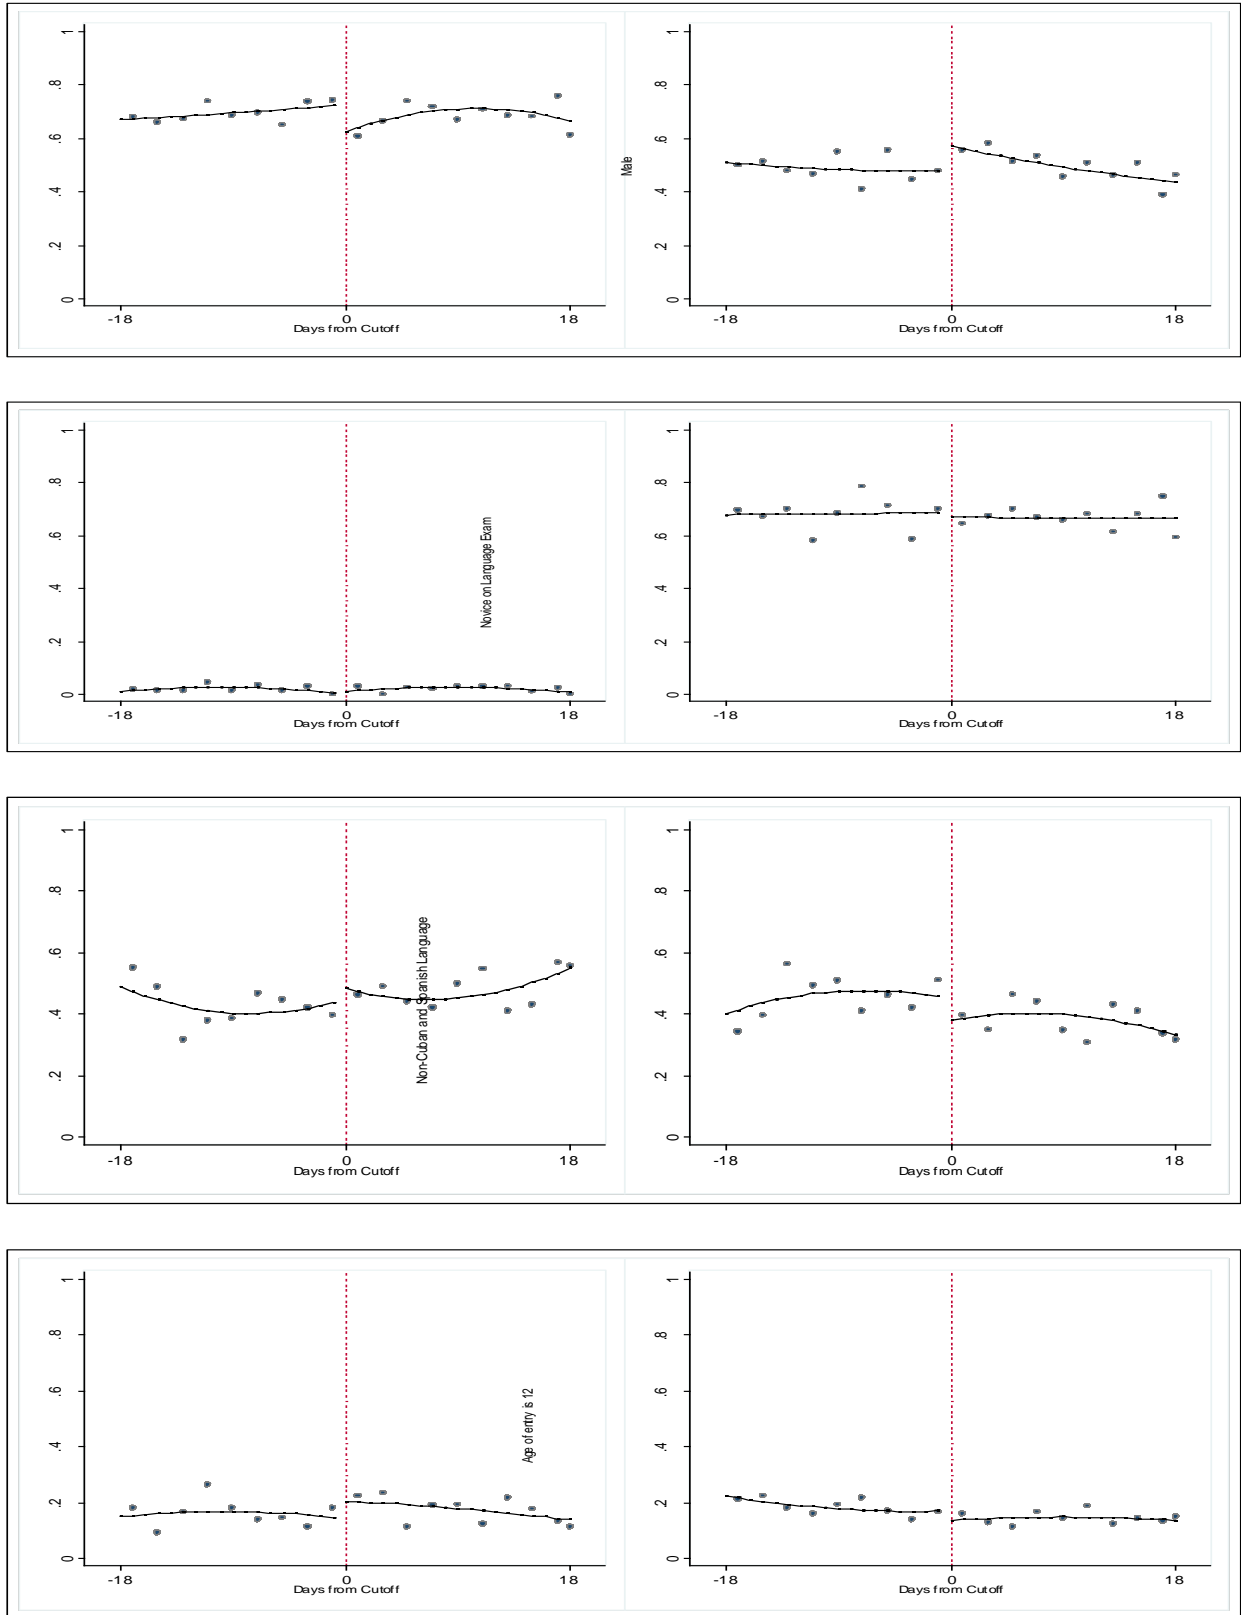 0 .2 .4 .6 .8 1
-18 0 18
Days from Cutoff
Male
0 .2 .4 .6 .8 1
-18 0 18
Days from Cutoff
0 .2 .4 .6 .8 1
-18 0 18
Days from Cutoff
Novice on Language Exam
0 .2 .4 .6 .8 1
-18 0 18
Days from Cutoff
0 .2 .4 .6 .8 1
-18 0 18
Days from Cutoff
Non-Cuban and Spanish Language
0 .2 .4 .6 .8 1
-18 0 18
Days from Cutoff
0 .2 .4 .6 .8 1
-18 0 18
Days from Cutoff
Age of entry is 12
0 .2 .4 .6 .8 1
-18 0 18
Days from Cutoff